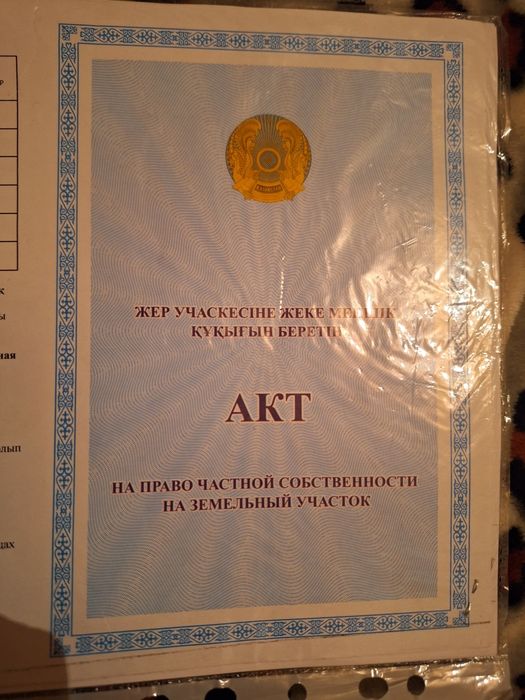 ЖЕР УЧАСКЕСІНЕ ЖЕКЕ МЕНШІК
ҚҰҚЫҒЫН БЕРЕТІН
АКТ
НА ПРАВО ЧАСТНОЙ СОБСТВЕННОСТИ
НА ЗЕМЕЛЬНЫЙ УЧАСТОК